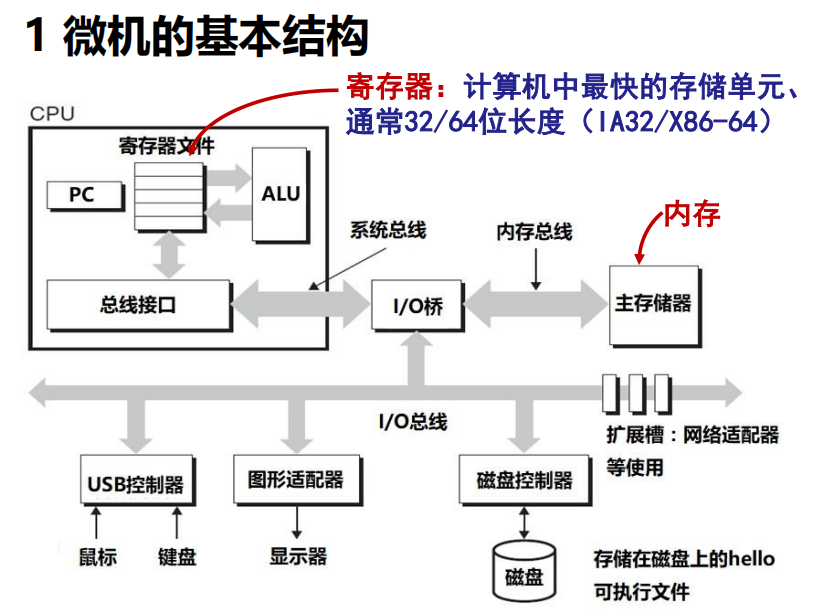 1 微机的基本结构
寄存器：计算机中最快的存储单元、
通常32/64位长度（IA32/X86-64）
CPU
寄存器文件
PC
ALU
系统总线
内存总线
内存
总线接口
I/O桥
主存储器
I/O总线
扩展槽：网络适配器
等使用
USB控制器
图形适配器
磁盘控制器
鼠标
键盘
显示器
磁盘
存储在磁盘上的hello
可执行文件